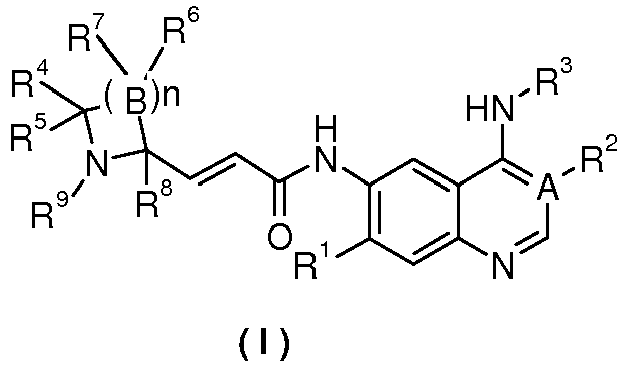 R⁷ R⁶
R⁴ (B)n
R⁵ N R⁸
R⁹
H
N
O
R¹
HN R³
A R²
N
(I)